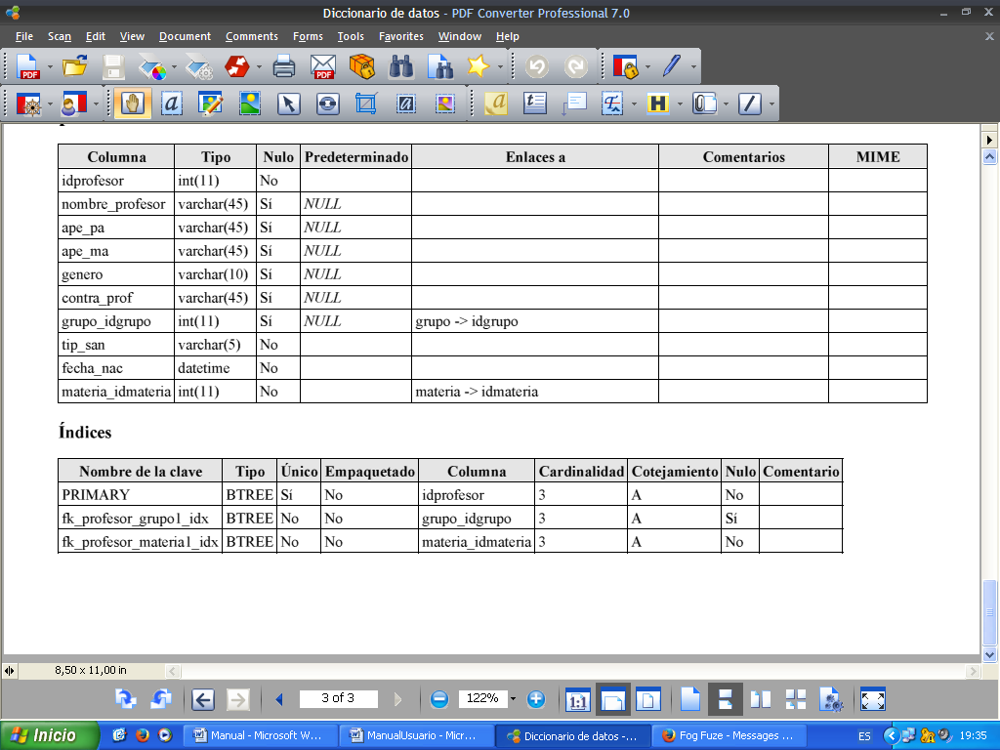 Diccionario de datos - PDF Converter Professional 7.0
File Scan Edit View Document Comments Forms Tools Favorites Window Help
Columna Tipo Nulo Predeterminado Enlaces a Comentarios MIME
idprofesor int(11) No
nombre_profesor varchar(45) Sí NULL
ape_pa varchar(45) Sí NULL
ape_ma varchar(45) Sí NULL
genero varchar(10) Sí NULL
contra_prof varchar(45) Sí NULL
grupo_idgrupo int(11) Sí NULL grupo -> idgrupo
tip_san varchar(5) No
fecha_nac datetime No
materia_idmateria int(11) No materia -> idmateria
Índices
Nombre de la clave Tipo Único Empaquetado Columna Cardinalidad Cotejamiento Nulo Comentario
PRIMARY BTREE Sí No idprofesor 3 A No
fk_profesor_grupo1_idx BTREE No No grupo_idgrupo 3 A Sí
fk_profesor_materia1_idx BTREE No No materia_idmateria 3 A No
8,50 x 11,00 in
3 of 3 122% 1:1
Inicio Manual - Microsoft W... ManualUsuario - Micr... Diccionario de datos -... Fog Fuze - Messages ... ES 19:35